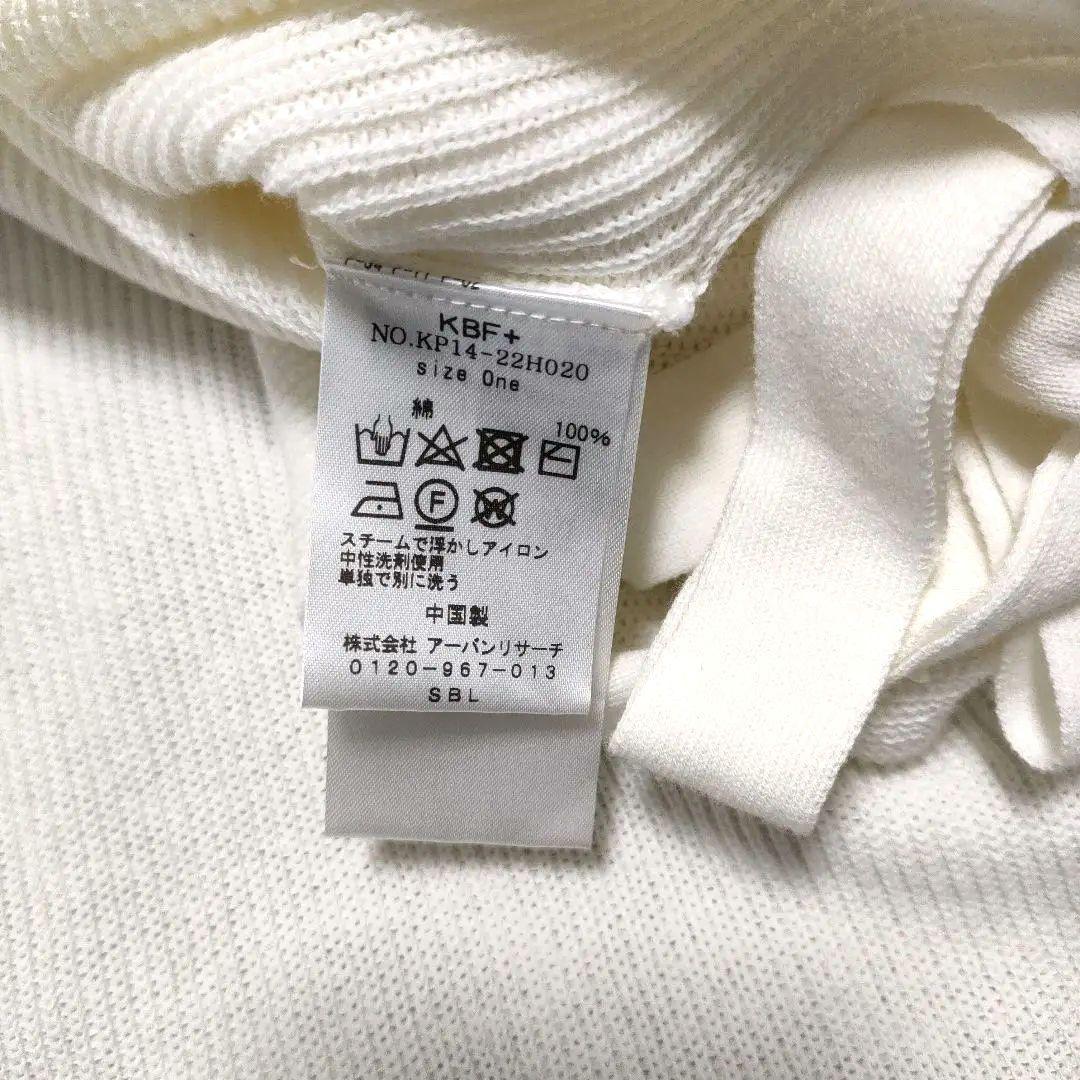 KBF+
NO.KP14-22H020
size One
綿
100%
F
W
スチームで浮かしアイロン
中性洗剤使用
単独で別に洗う
中国製
株式会社 アーバンリサーチ
0120-967-013
SBL